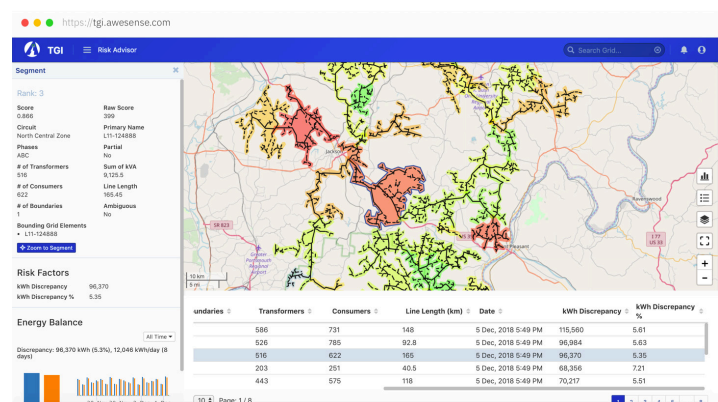 https://tgi.awesense.com
TGI
Risk Advisor
Search Grid...
Segment
Rank: 3
Score Raw Score
0.866 399
Circuit Primary Name
North Central Zone L11-124888
Phases Partial
ABC No
# of Transformers Sum of kVA
516 9,125.5
# of Consumers Line Length
622 165.45
# of Boundaries Ambiguous
1 No
Bounding Grid Elements
• L11-124888
Zoom to Segment
Risk Factors
kWh Discrepancy 96,370
kWh Discrepancy % 5.35
Energy Balance
All Time
Discrepancy: 96,370 kWh (5.3%), 12,046 kWh/day (8
days)
Jackson
SR 823
Greater
Portsmouth
Regional
Airport
Ravenswood
I 77
US 33
Pleasant
10 km
5 mi
+
−
undaries Transformers Consumers Line Length (km) Date kWh Discrepancy kWh Discrepancy
%
586 731 148 5 Dec, 2018 5:49 PM 115,560 5.61
526 785 92.8 5 Dec, 2018 5:49 PM 96,984 5.63
516 622 165 5 Dec, 2018 5:49 PM 96,370 5.35
203 251 40.5 5 Dec, 2018 5:49 PM 68,356 7.21
443 575 118 5 Dec, 2018 5:49 PM 70,217 5.51
10 Page: 1 / 8